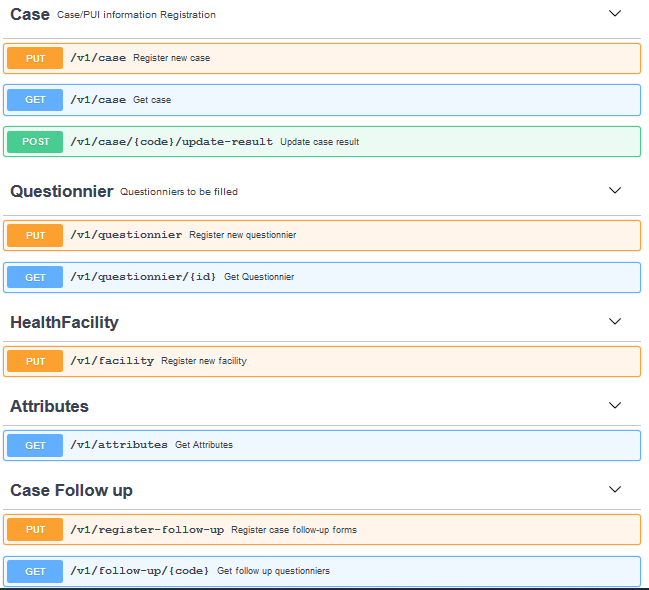 Case Case/PUI information Registration
PUT /v1/case Register new case
GET /v1/case Get case
POST /v1/case/{code}/update-result Update case result
Questionnier Questionniers to be filled
PUT /v1/questionnier Register new questionnier
GET /v1/questionnier/{id} Get Questionnier
HealthFacility
PUT /v1/facility Register new facility
Attributes
GET /v1/attributes Get Attributes
Case Follow up
PUT /v1/register-follow-up Register case follow-up forms
GET /v1/follow-up/{code} Get follow up questionniers